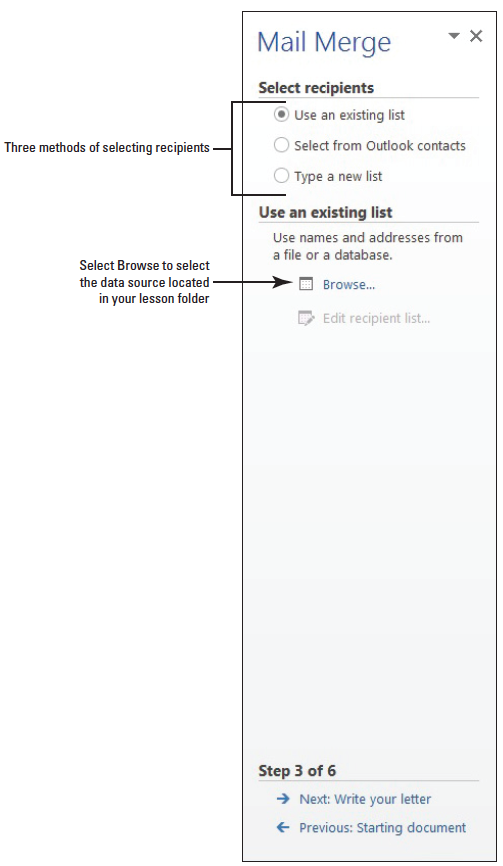 Mail Merge
Select recipients
Use an existing list
Three methods of selecting recipients
Select from Outlook contacts
Type a new list
Use an existing list
Use names and addresses from
a file or a database.
Select Browse to select
the data source located
in your lesson folder
Browse...
Edit recipient list...
Step 3 of 6
Next: Write your letter
Previous: Starting document